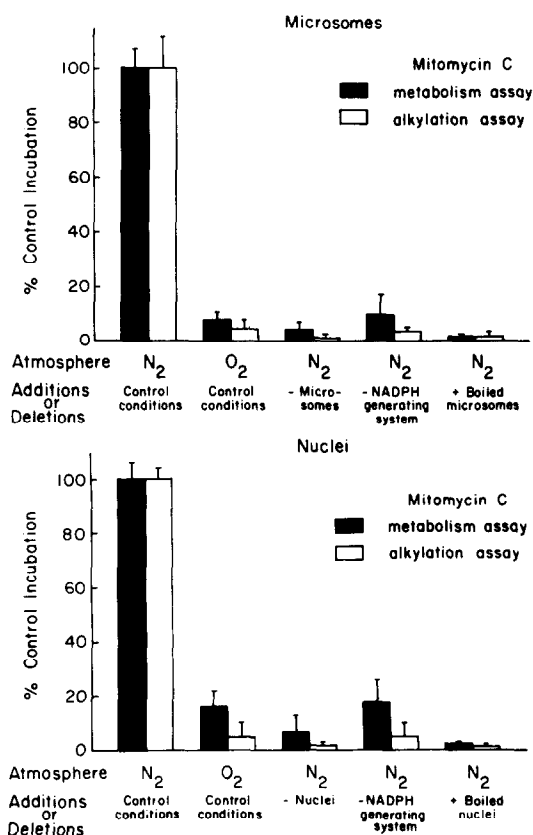 Microsomes
Mitomycin C
metabolism assay
alkylation assay
% Control Incubation
100
80
60
40
20
0
Atmosphere N2 O2 N2 N2 N2
Additions or Deletions
Control conditions
Control conditions
- Micro-somes
-NADPH generating system
+ Boiled microsomes
Nuclei
Mitomycin C
metabolism assay
alkylation assay
% Control Incubation
100
80
60
40
20
0
Atmosphere N2 O2 N2 N2 N2
Additions or Deletions
Control conditions
Control conditions
- Nuclei
-NADPH generating system
+ Boiled nuclei